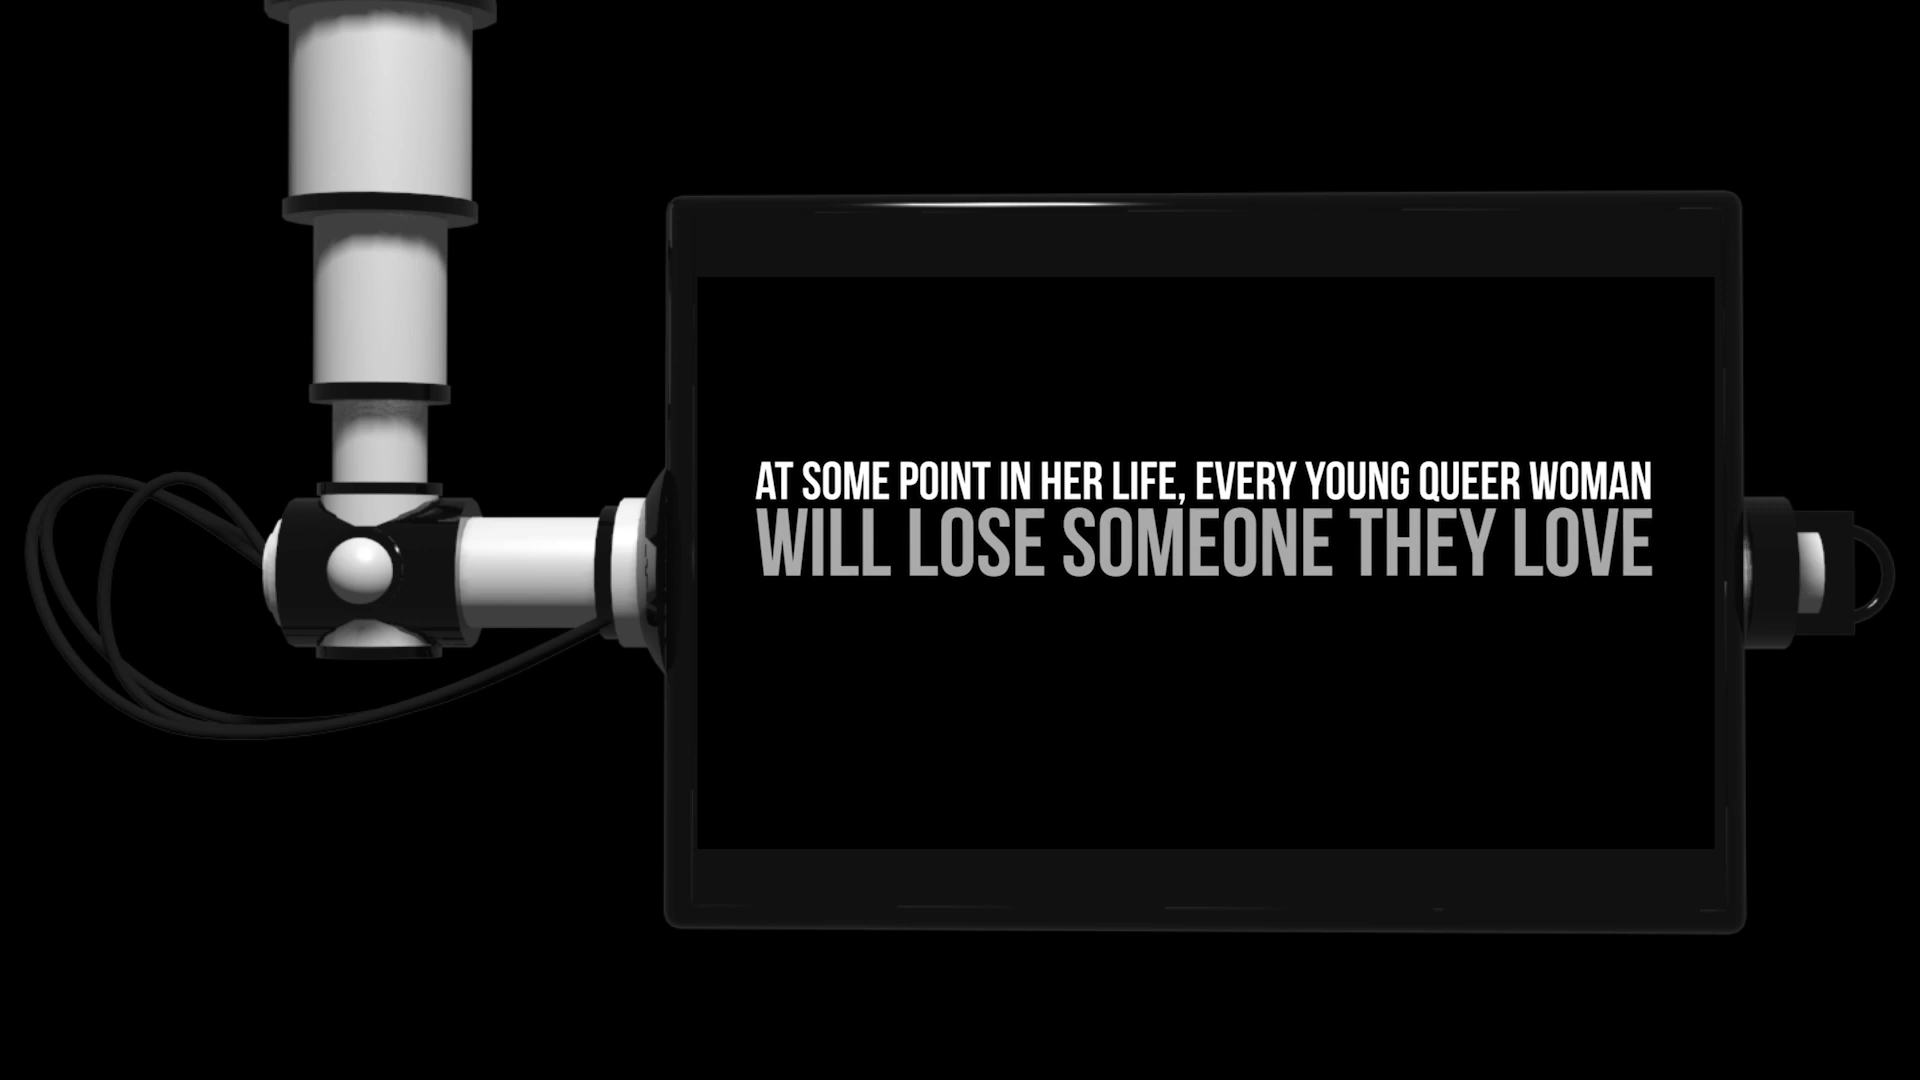 AT SOME POINT IN HER LIFE, EVERY YOUNG QUEER WOMAN
WILL LOSE SOMEONE THEY LOVE